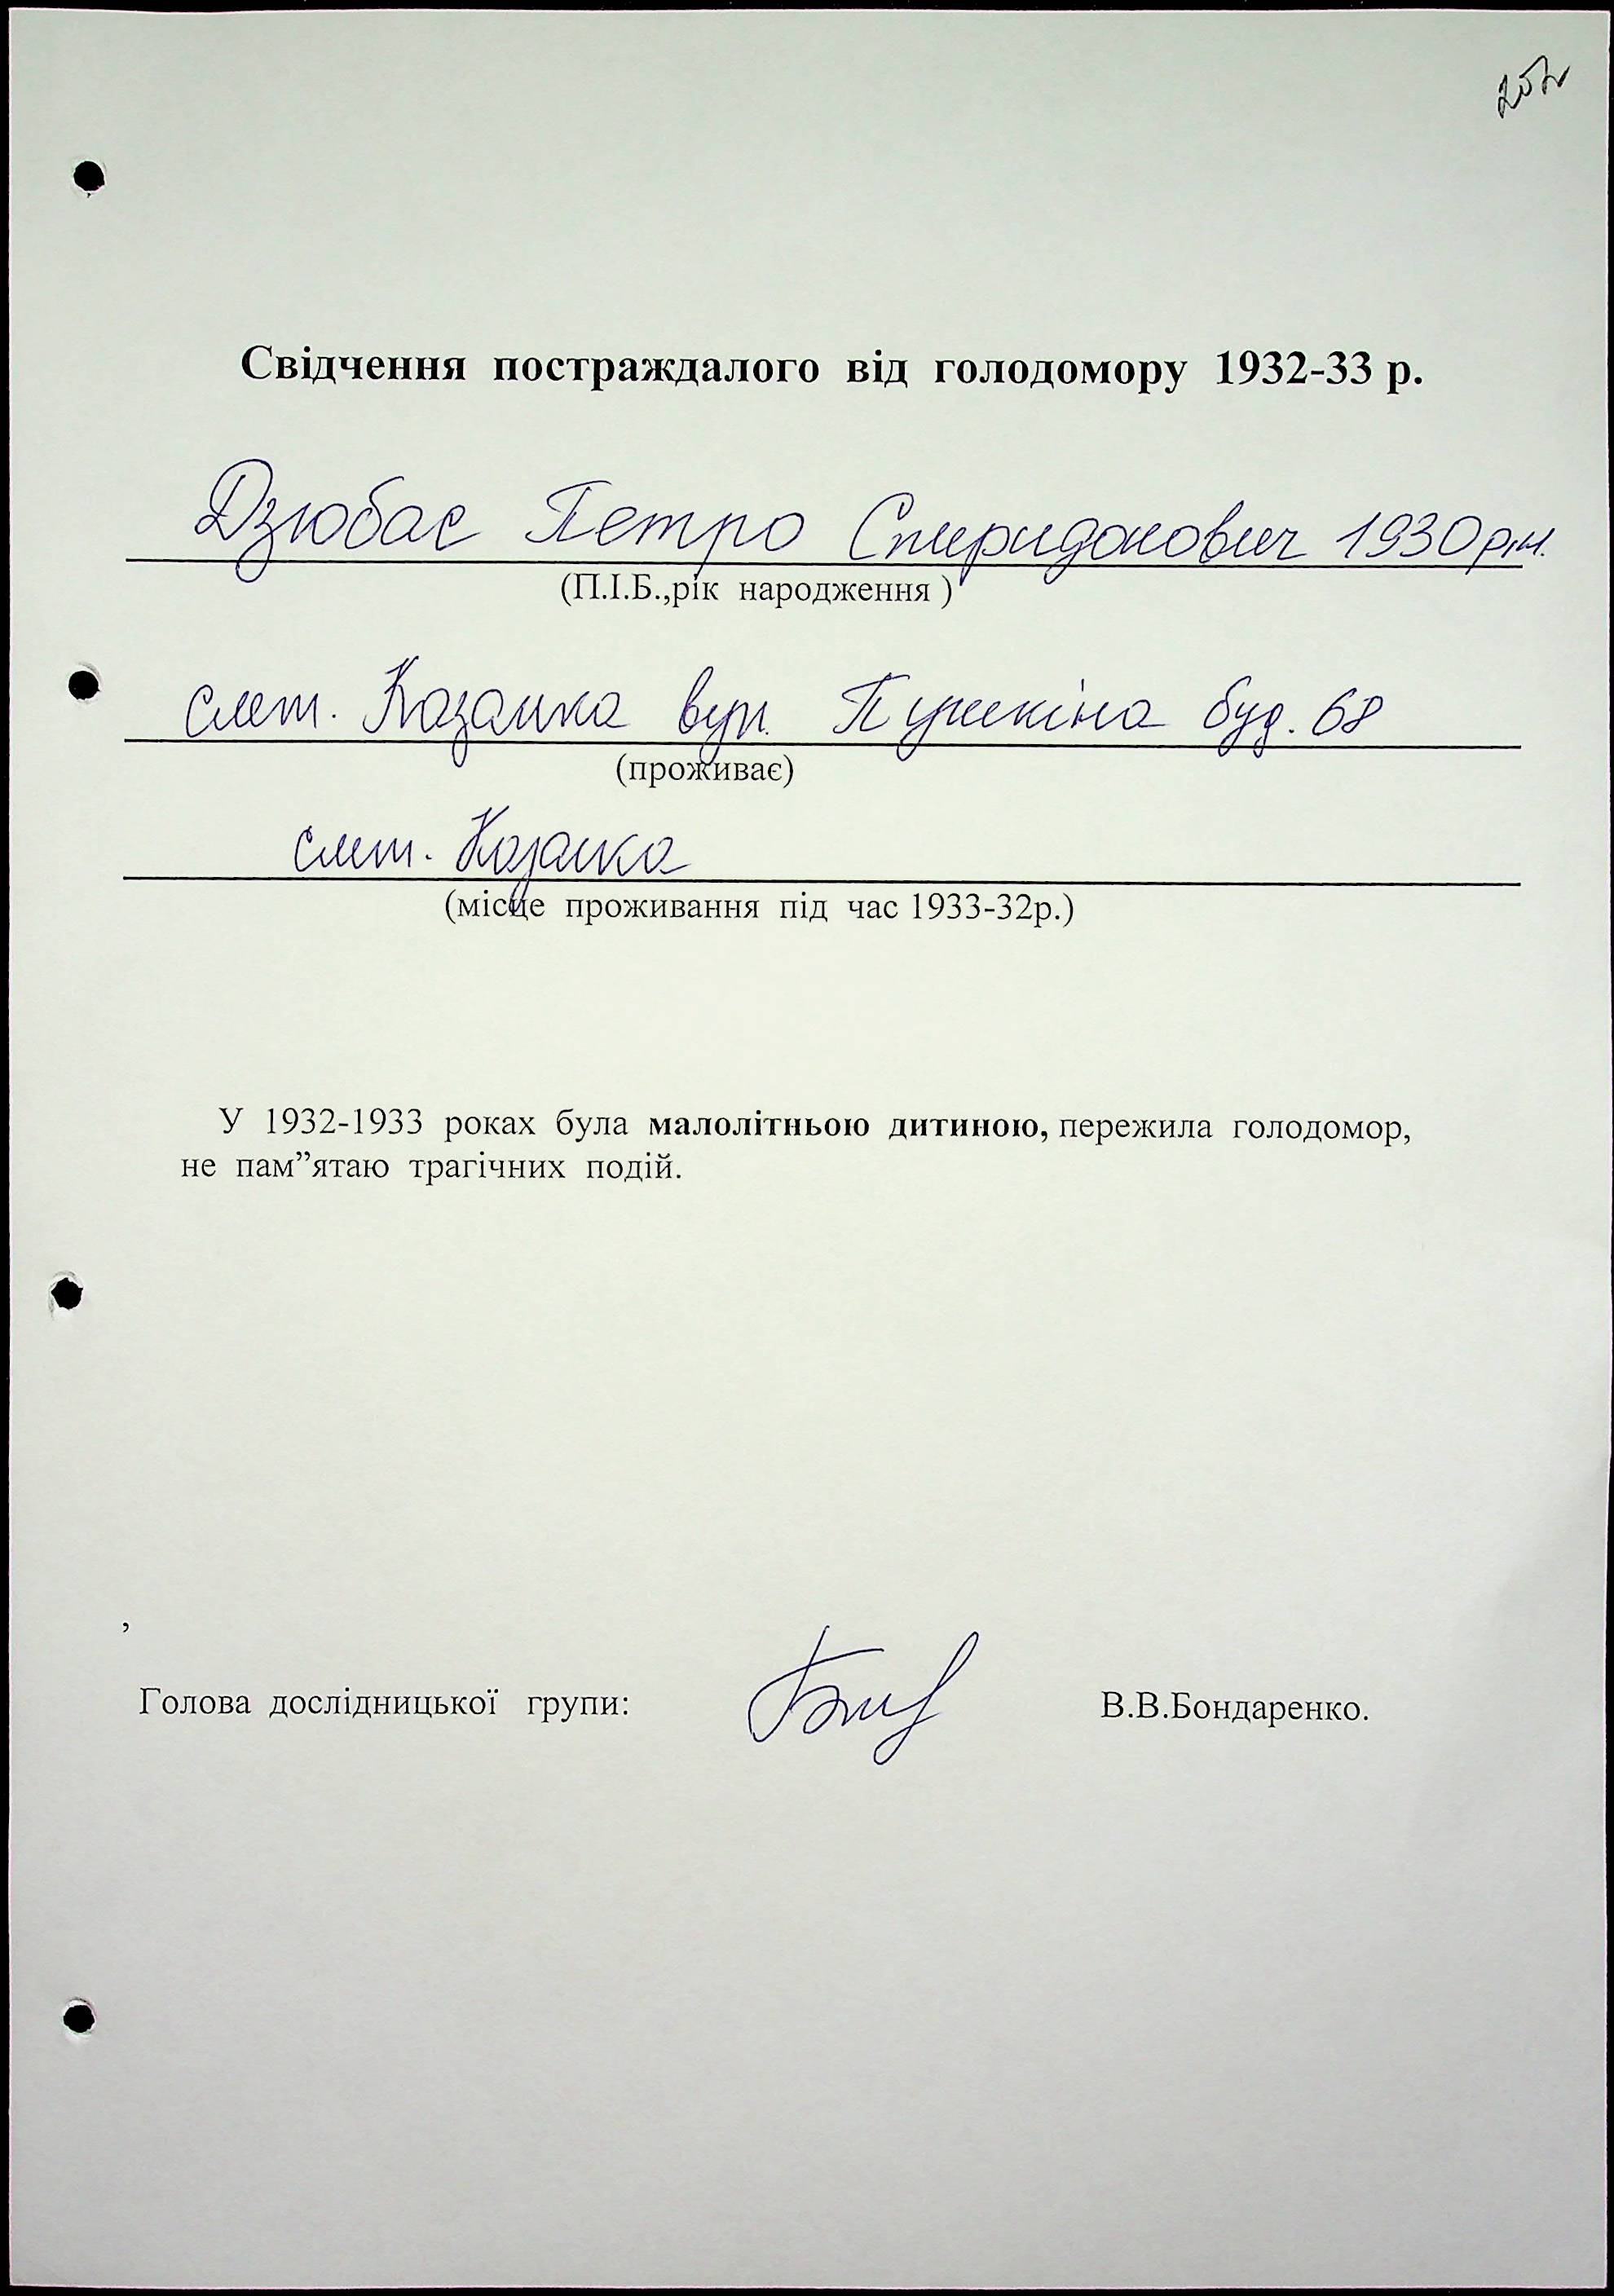 252
Свідчення постраждалого від голодомору 1932-33 р.
Дзюбас Петро Спиридонович 1930 р.н.
(П.І.Б.,рік народження )
смт. Казанка вул. Пушкіна буд. 68
(проживає)
смт. Казанка
(місце проживання під час 1933-32р.)
У 1932-1933 роках була малолітньою дитиною, пережила голодомор,
не пам”ятаю трагічних подій.
,
Голова дослідницької групи: В.В.Бондаренко.